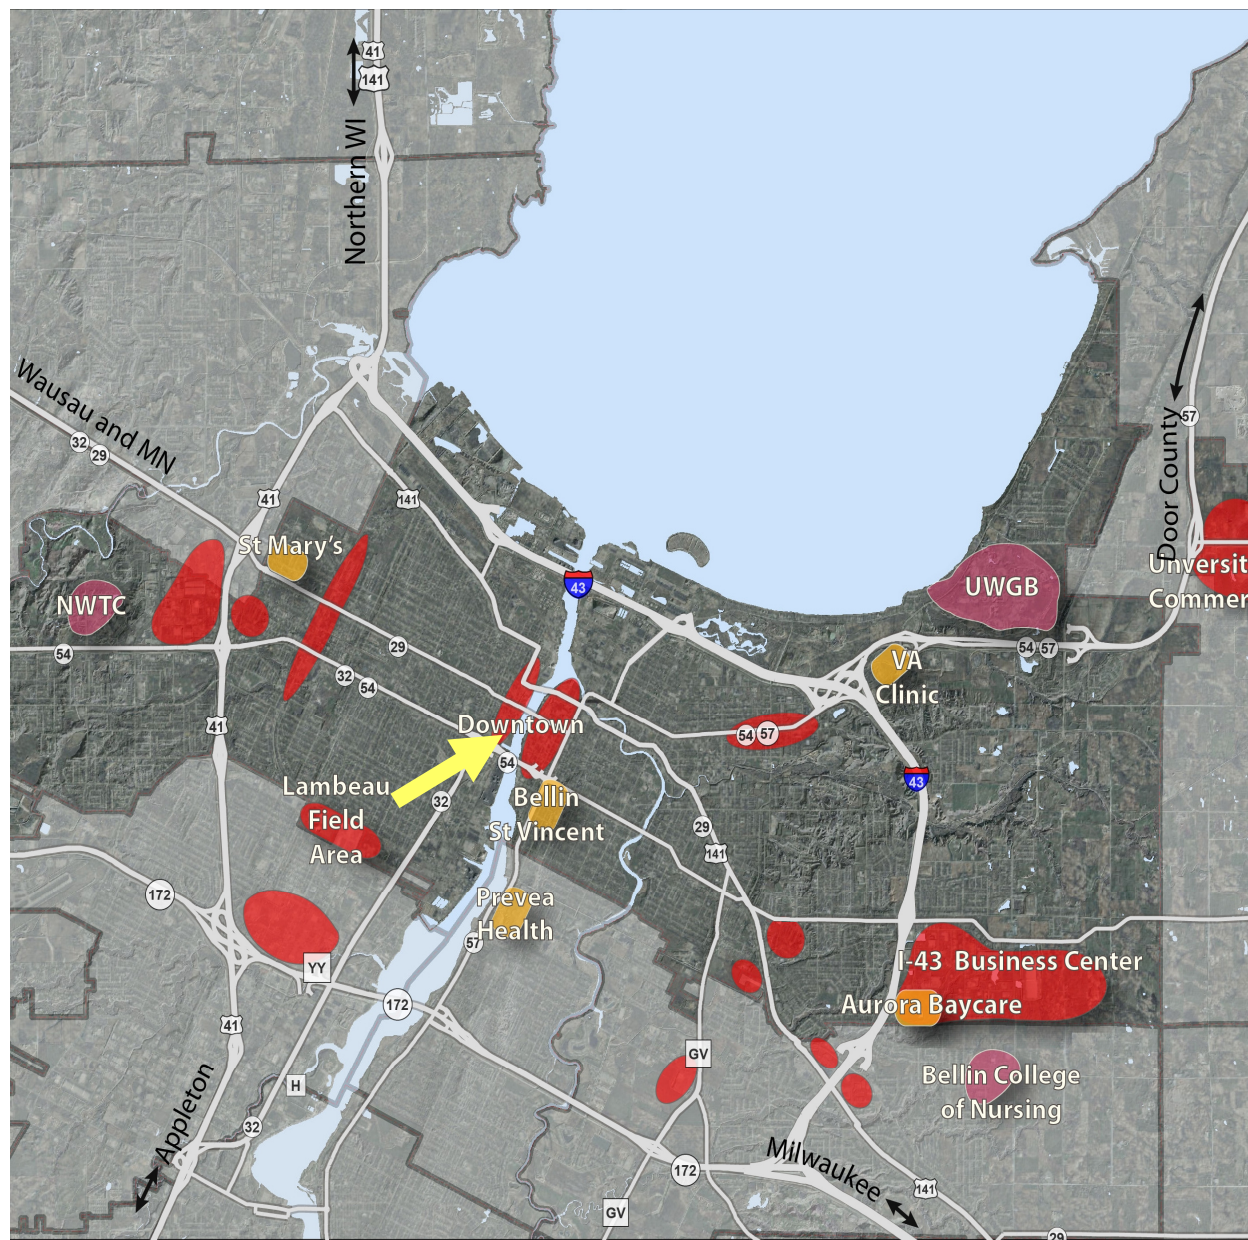 41
141
Northern WI
Wausau and MN
32
29
41
141
57
Door County
St Mary's
43
NWTC
UWGB
Unversit
Commer
54
29
54
57
32
54
VA
Clinic
41
Downtown
54
57
54
43
Lambeau
Field
Area
32
Bellin
St Vincent
29
141
172
Prevea
Health
57
YY
I-43 Business Center
172
Aurora Baycare
41
GV
H
Bellin College
of Nursing
Appleton
32
Milwaukee
172
141
GV
29